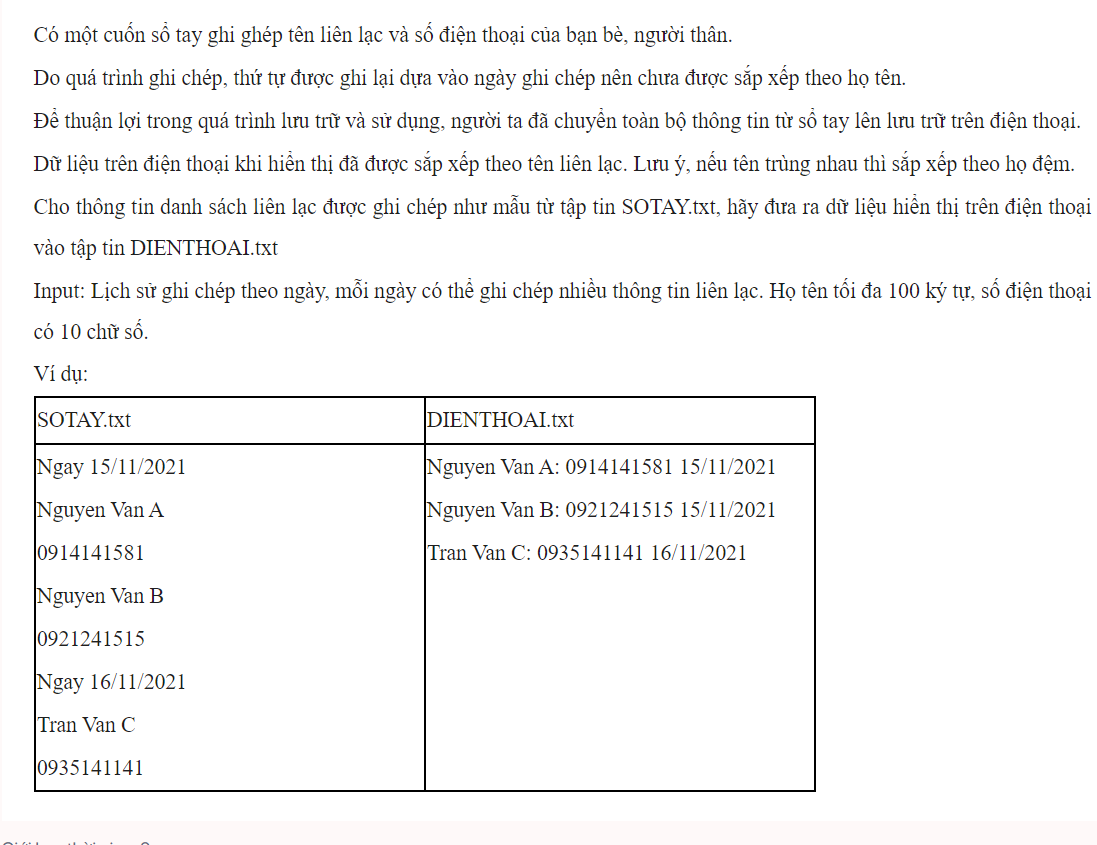 Có một cuốn sổ tay ghi ghép tên liên lạc và số điện thoại của bạn bè, người thân.
Do quá trình ghi chép, thứ tự được ghi lại dựa vào ngày ghi chép nên chưa được sắp xếp theo họ tên.
Để thuận lợi trong quá trình lưu trữ và sử dụng, người ta đã chuyển toàn bộ thông tin từ sổ tay lên lưu trữ trên điện thoại.
Dữ liệu trên điện thoại khi hiển thị đã được sắp xếp theo tên liên lạc. Lưu ý, nếu tên trùng nhau thì sắp xếp theo họ đệm.
Cho thông tin danh sách liên lạc được ghi chép như mẫu từ tập tin SOTAY.txt, hãy đưa ra dữ liệu hiển thị trên điện thoại
vào tập tin DIENTHOAI.txt
Input: Lịch sử ghi chép theo ngày, mỗi ngày có thể ghi chép nhiều thông tin liên lạc. Họ tên tối đa 100 ký tự, số điện thoại
có 10 chữ số.
Ví dụ:
SOTAY.txt
DIENTHOAI.txt
Ngay 15/11/2021
Nguyen Van A
0914141581
Nguyen Van B
0921241515
Ngay 16/11/2021
Tran Van C
0935141141
Nguyen Van A: 0914141581 15/11/2021
Nguyen Van B: 0921241515 15/11/2021
Tran Van C: 0935141141 16/11/2021